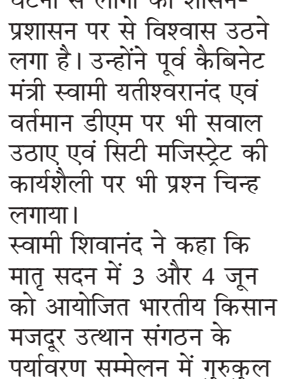 घटना से लोगों का शासन-
प्रशासन पर से विश्वास उठने
लगा है। उन्होंने पूर्व कैबिनेट
मंत्री स्वामी यतीश्वरानंद एवं
वर्तमान डीएम पर भी सवाल
उठाए एवं सिटी मजिस्ट्रेट की
कार्यशैली पर भी प्रश्न चिन्ह
लगाया।
स्वामी शिवानंद ने कहा कि
मातृ सदन में 3 और 4 जून
को आयोजित भारतीय किसान
मजदूर उत्थान संगठन के
पर्यावरण सम्मेलन में गुरुकुल